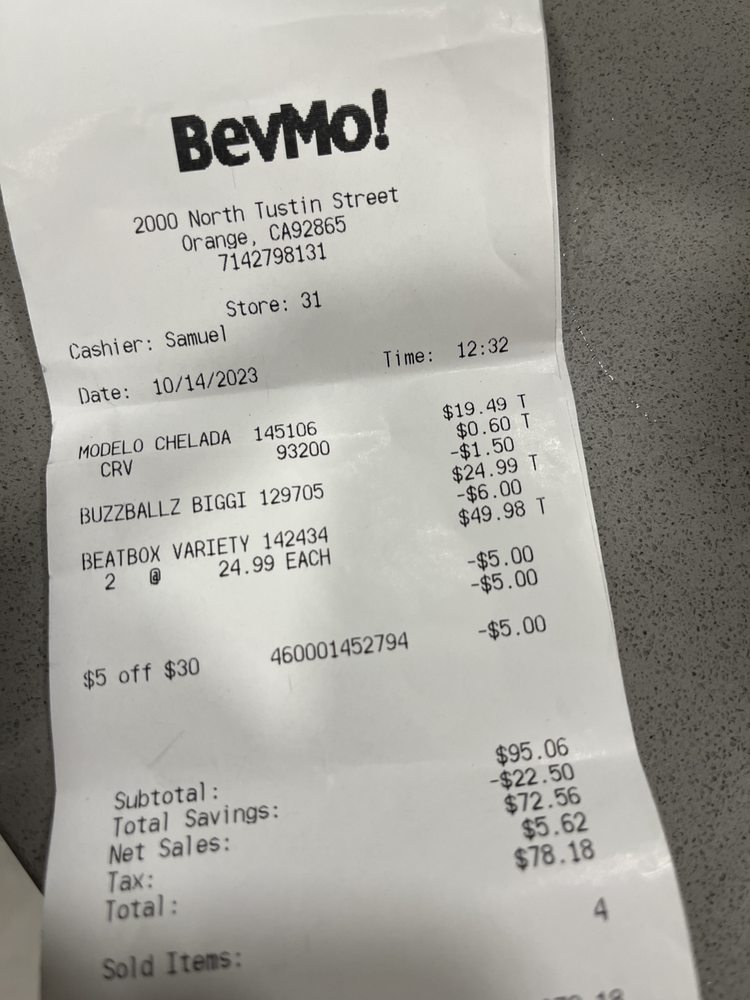 BevMo!
2000 North Tustin Street
Orange, CA92865
7142798131
Store: 31
Cashier: Samuel
Date: 10/14/2023 Time: 12:32
MODELO CHELADA 145106 $19.49 T
CRV 93200 $0.60 T
-$1.50
BUZZBALLZ BIGGI 129705 $24.99 T
-$6.00
BEATBOX VARIETY 142434 $49.98 T
2 @ 24.99 EACH
-$5.00
-$5.00
$5 off $30 460001452794 -$5.00
Subtotal: $95.06
Total Savings: -$22.50
Net Sales: $72.56
Tax: $5.62
Total: $78.18
Sold Items: 4